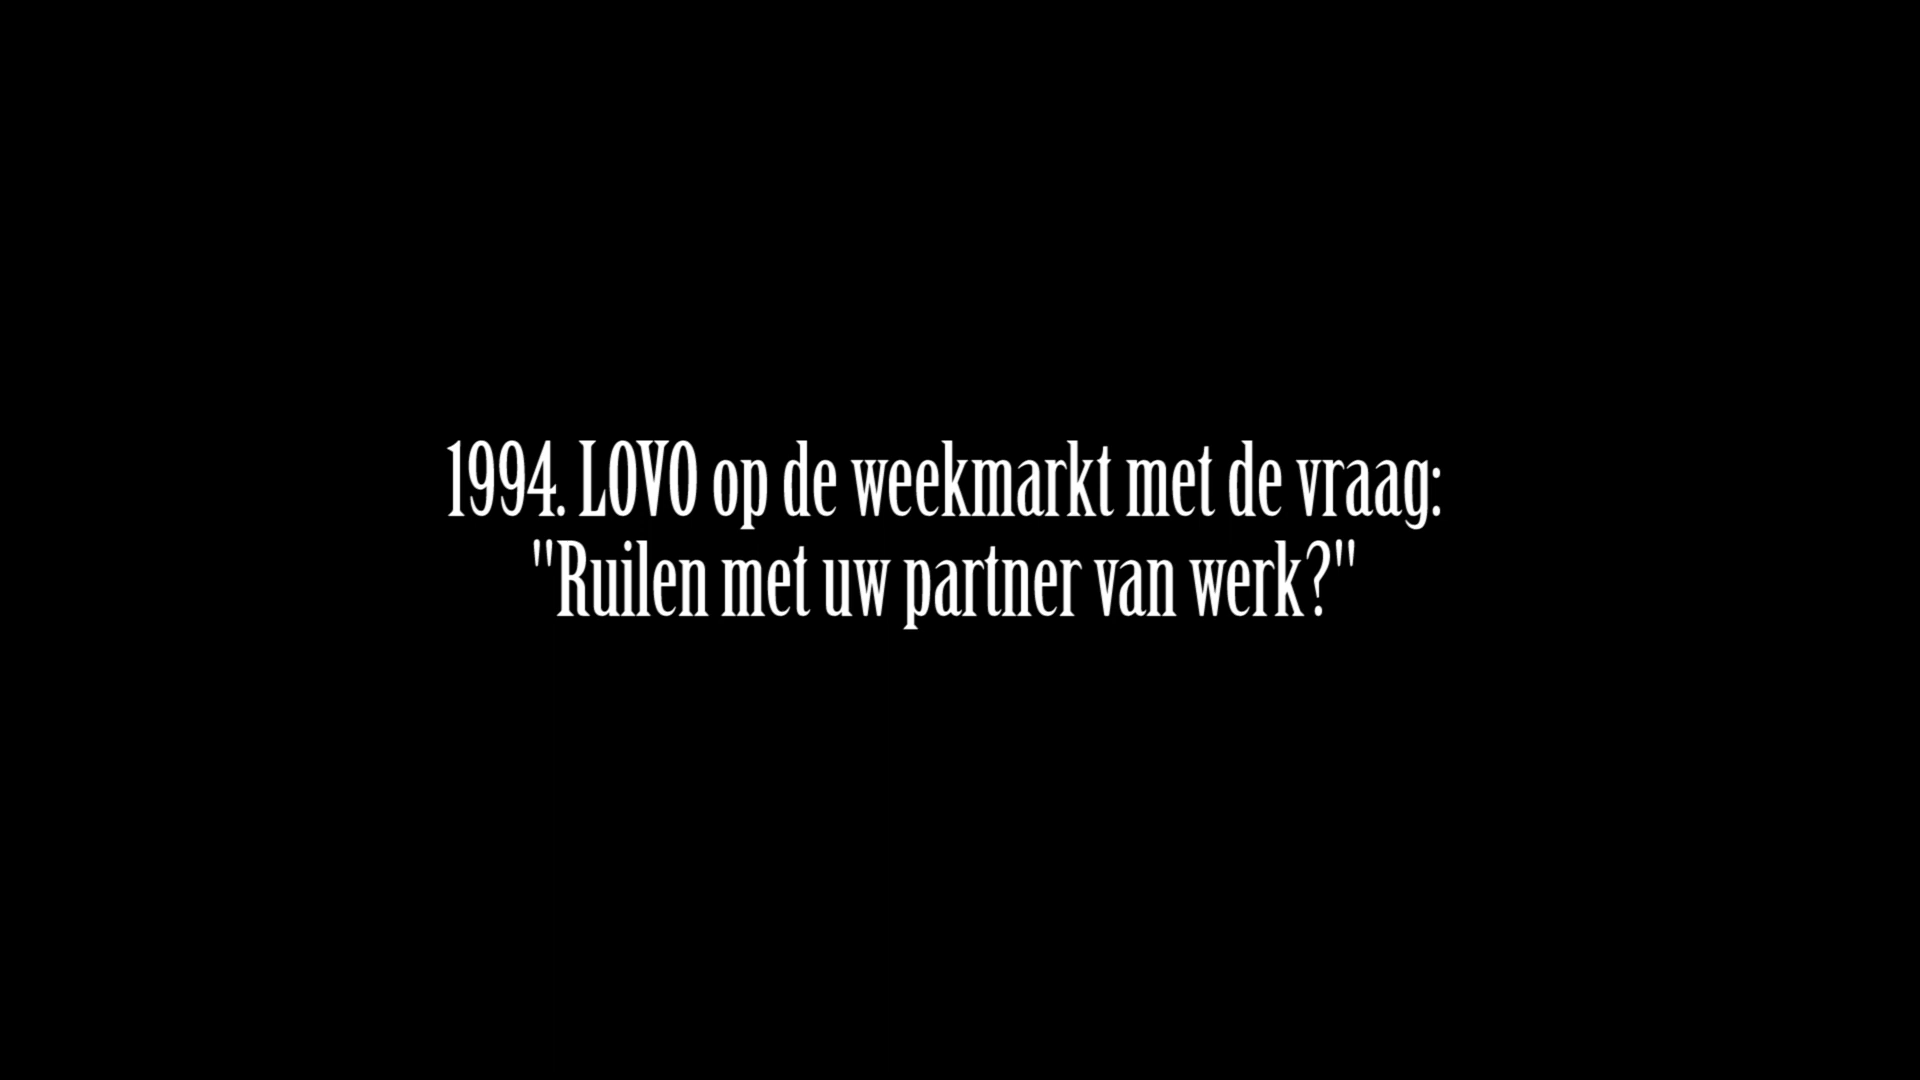 1994. LOVO op de weekmarkt met de vraag:
"Ruilen met uw partner van werk?"